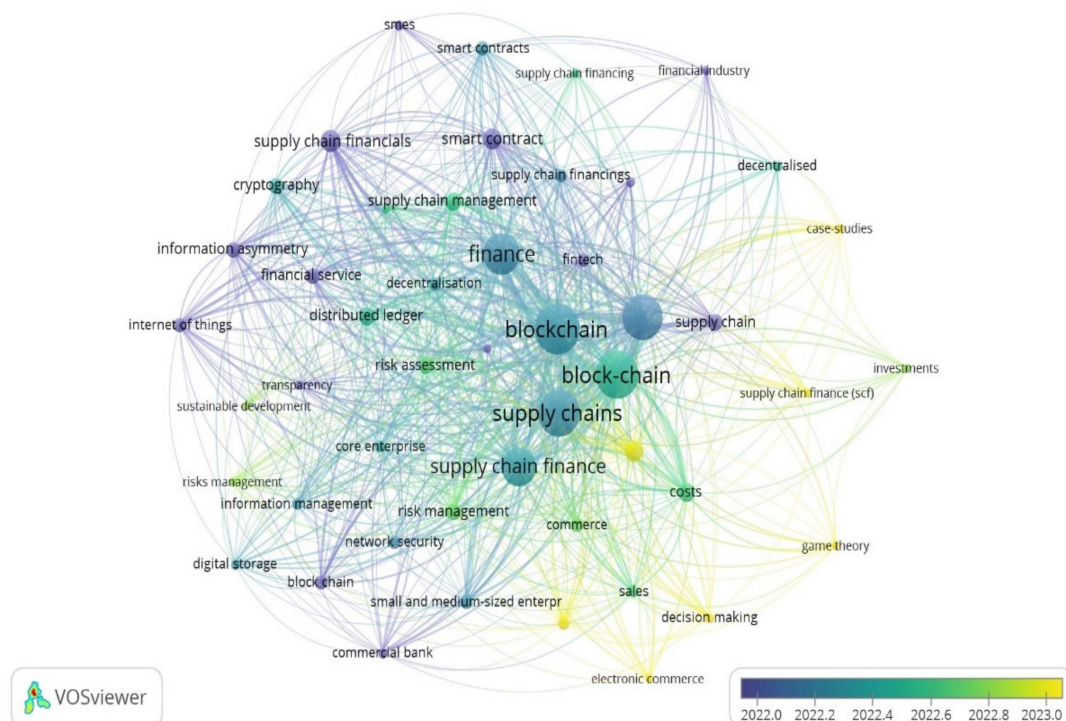 smes
smart contracts
supply chain financing
financial industry
supply chain financials
smart contract
decentralised
supply chain financings
cryptography
supply chain management
case-studies
information asymmetry
finance
fintech
financial service
decentralisation
internet of things
distributed ledger
blockchain
supply chain
risk assessment
block-chain
investments
transparency
supply chain finance (scf)
sustainable development
supply chains
core enterprise
supply chain finance
risks management
costs
information management
risk management
commerce
network security
game theory
digital storage
block chain
sales
small and medium-sized enterpr
decision making
commercial bank
electronic commerce
VOSviewer
2022.0 2022.2 2022.4 2022.6 2022.8 2023.0